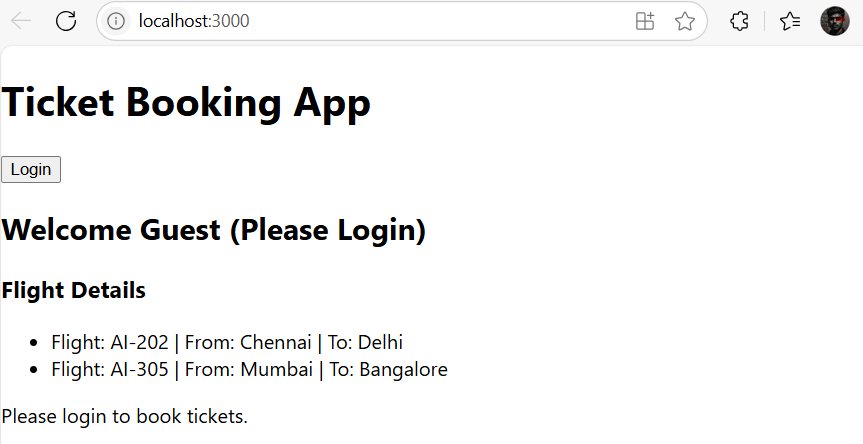 localhost:3000
Ticket Booking App
Login
Welcome Guest (Please Login)
Flight Details
• Flight: AI-202 | From: Chennai | To: Delhi
• Flight: AI-305 | From: Mumbai | To: Bangalore
Please login to book tickets.